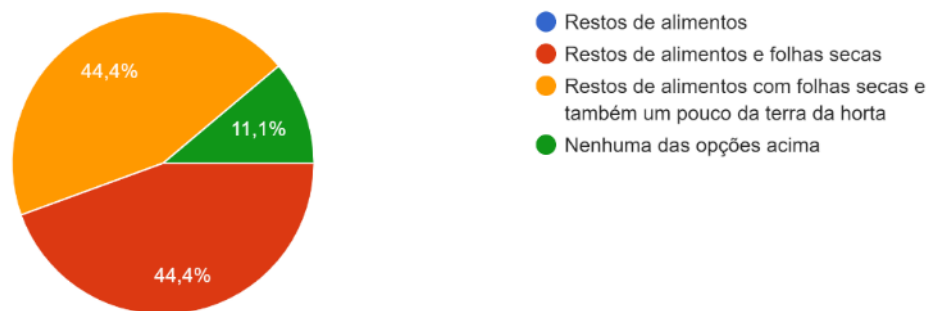 44,4%
11,1%
44,4%
Restos de alimentos
Restos de alimentos e folhas secas
Restos de alimentos com folhas secas e
também um pouco da terra da horta
Nenhuma das opções acima